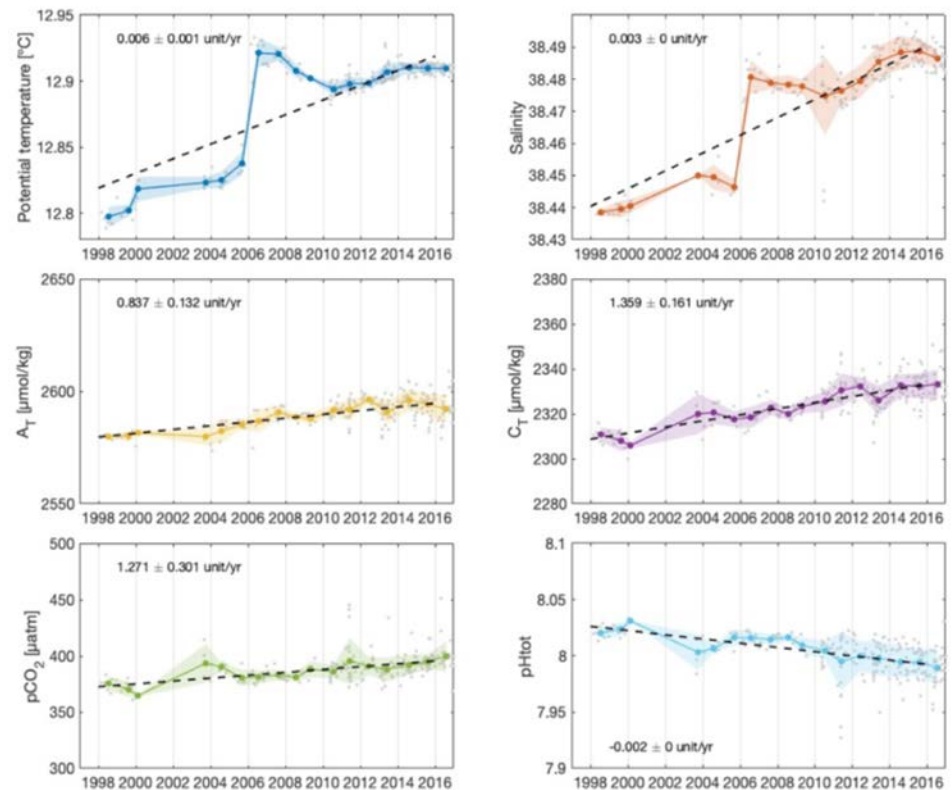 12.95
12.9
12.85
12.8
Potential temperature [°C]
0.006 ± 0.001 unit/yr
1998 2000 2002 2004 2006 2008 2010 2012 2014 2016
38.49
38.48
38.47
38.46
38.45
38.44
38.43
Salinity
0.003 ± 0 unit/yr
1998 2000 2002 2004 2006 2008 2010 2012 2014 2016
2650
2600
2550
A_T [μmol/kg]
0.837 ± 0.132 unit/yr
1998 2000 2002 2004 2006 2008 2010 2012 2014 2016
2380
2360
2340
2320
2300
2280
C_T [μmol/kg]
1.359 ± 0.161 unit/yr
1998 2000 2002 2004 2006 2008 2010 2012 2014 2016
500
450
400
350
300
pCO₂ [μatm]
1.271 ± 0.301 unit/yr
1998 2000 2002 2004 2006 2008 2010 2012 2014 2016
8.1
8.05
8
7.95
7.9
pHtot
-0.002 ± 0 unit/yr
1998 2000 2002 2004 2006 2008 2010 2012 2014 2016